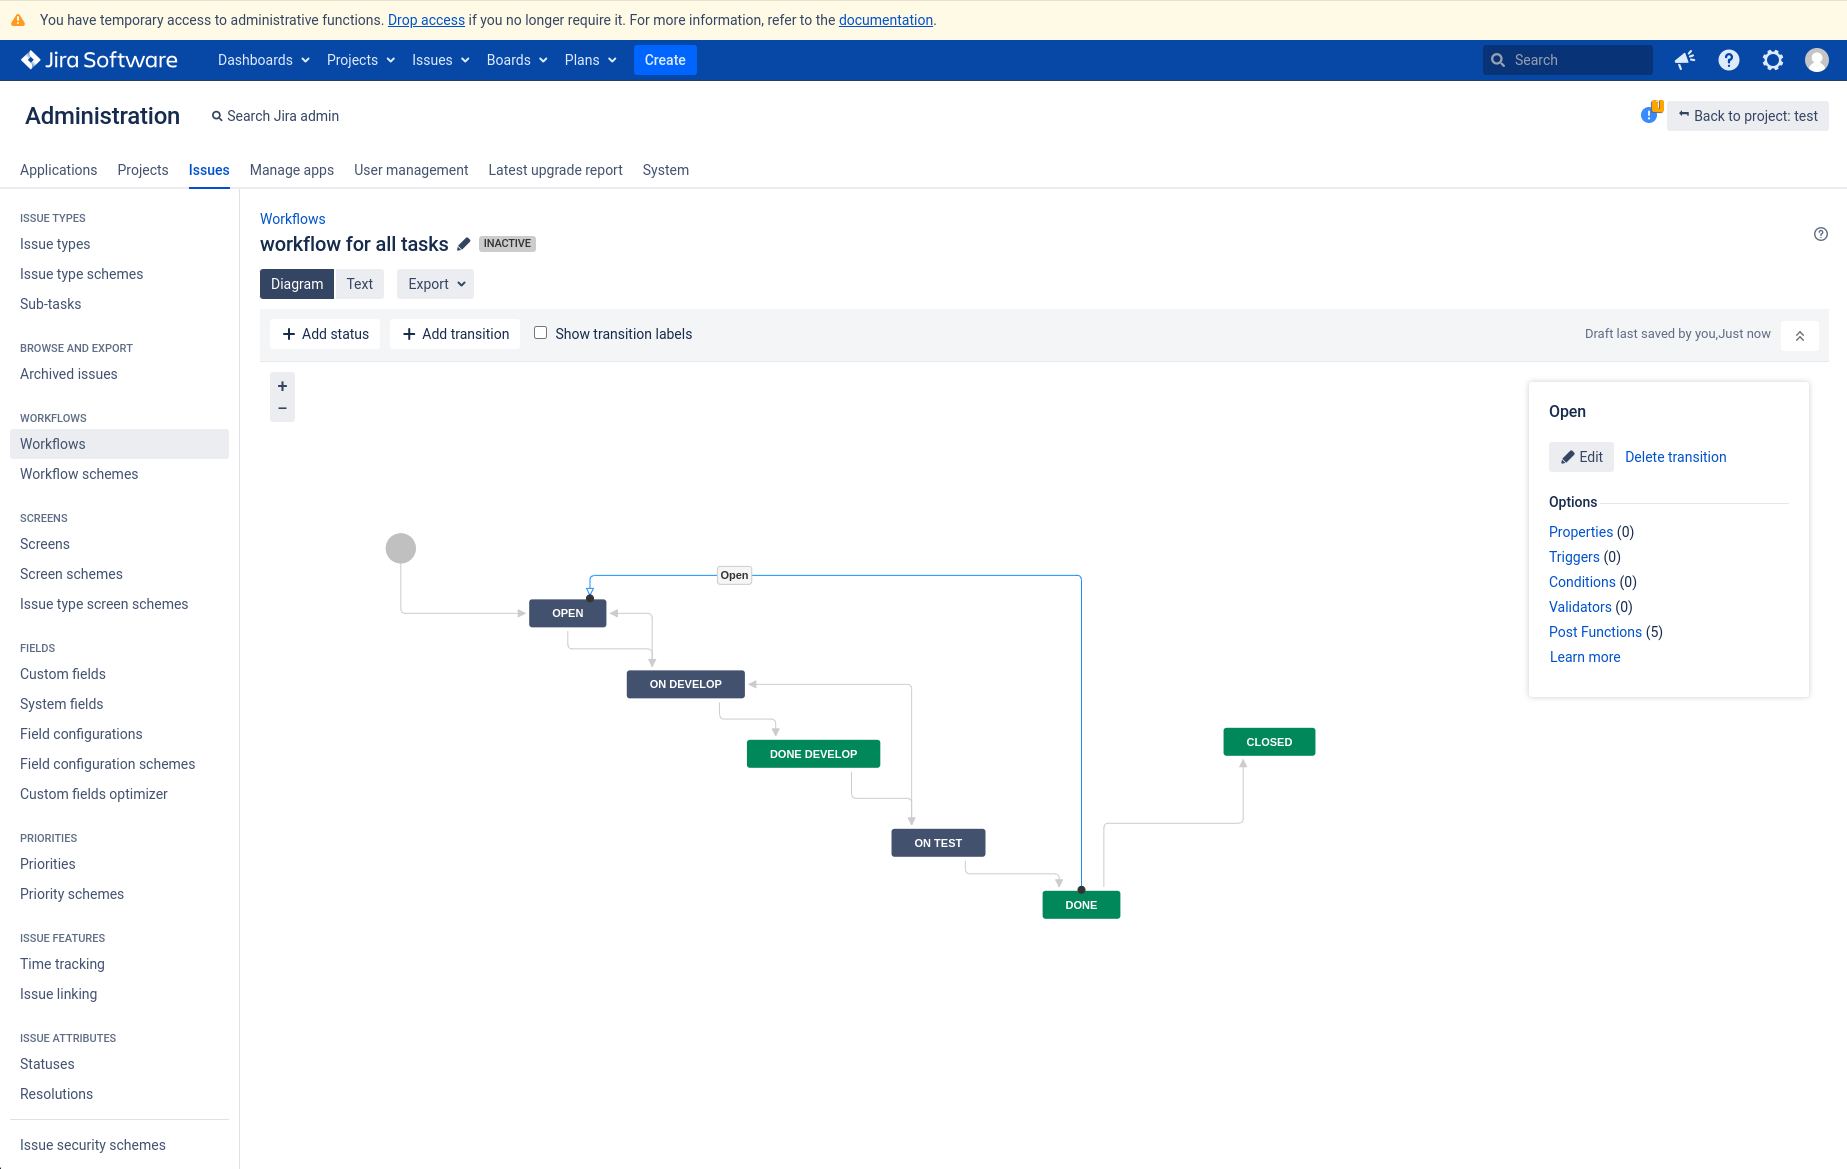 You have temporary access to administrative functions. Drop access if you no longer require it. For more information, refer to the documentation.
Jira Software Dashboards Projects Issues Boards Plans Create Search
Administration Search Jira admin Back to project: test
Applications Projects Issues Manage apps User management Latest upgrade report System
ISSUE TYPES
Issue types
Issue type schemes
Sub-tasks
BROWSE AND EXPORT
Archived issues
WORKFLOWS
Workflows
Workflow schemes
SCREENS
Screens
Screen schemes
Issue type screen schemes
FIELDS
Custom fields
System fields
Field configurations
Field configuration schemes
Custom fields optimizer
PRIORITIES
Priorities
Priority schemes
ISSUE FEATURES
Time tracking
Issue linking
ISSUE ATTRIBUTES
Statuses
Resolutions
Issue security schemes
Workflows
workflow for all tasks INACTIVE
Diagram Text Export
+ Add status + Add transition Show transition labels Draft last saved by you,Just now
+
−
Open
OPEN
ON DEVELOP
DONE DEVELOP
ON TEST
DONE
CLOSED
Open
Edit Delete transition
Options
Properties (0)
Triggers (0)
Conditions (0)
Validators (0)
Post Functions (5)
Learn more